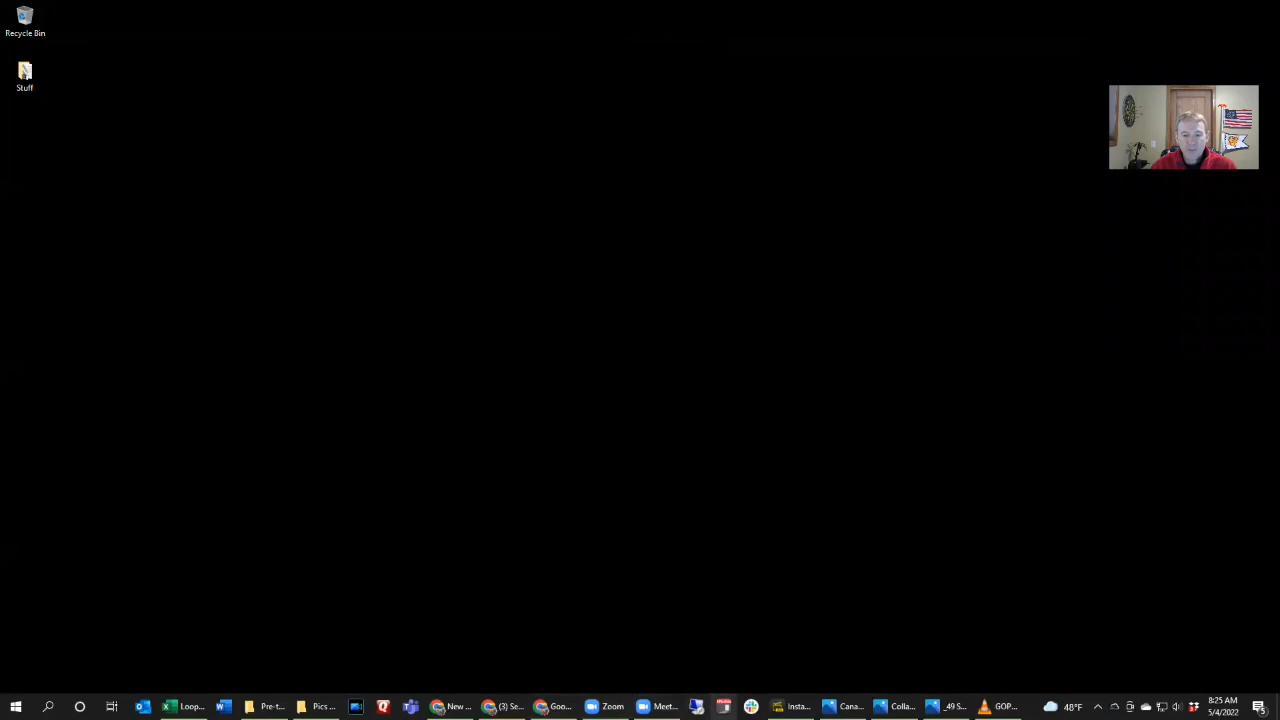 Recycle Bin
Stuff
Loop...
Pre-t...
Pics ...
New ...
(3) Se...
Goo...
Zoom
Meet...
Insta...
Cana...
Colla...
_49 S...
GOP...
48°F
8:25 AM
5/4/2022